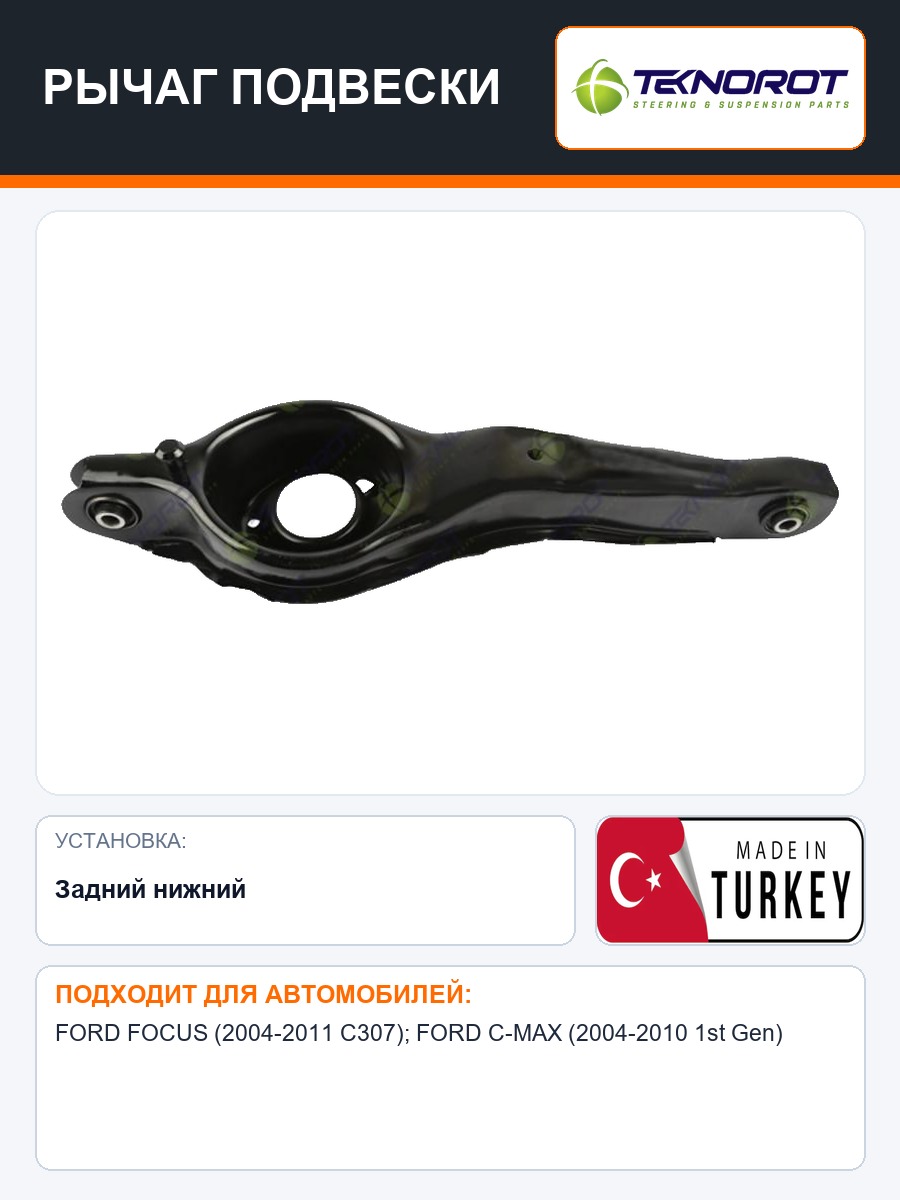 РЫЧАГ ПОДВЕСКИ
TEKNOROT
STEERING & SUSPENSION PARTS
УСТАНОВКА:
Задний нижний
MADE IN
TURKEY
ПОДХОДИТ ДЛЯ АВТОМОБИЛЕЙ:
FORD FOCUS (2004-2011 C307); FORD C-MAX (2004-2010 1st Gen)